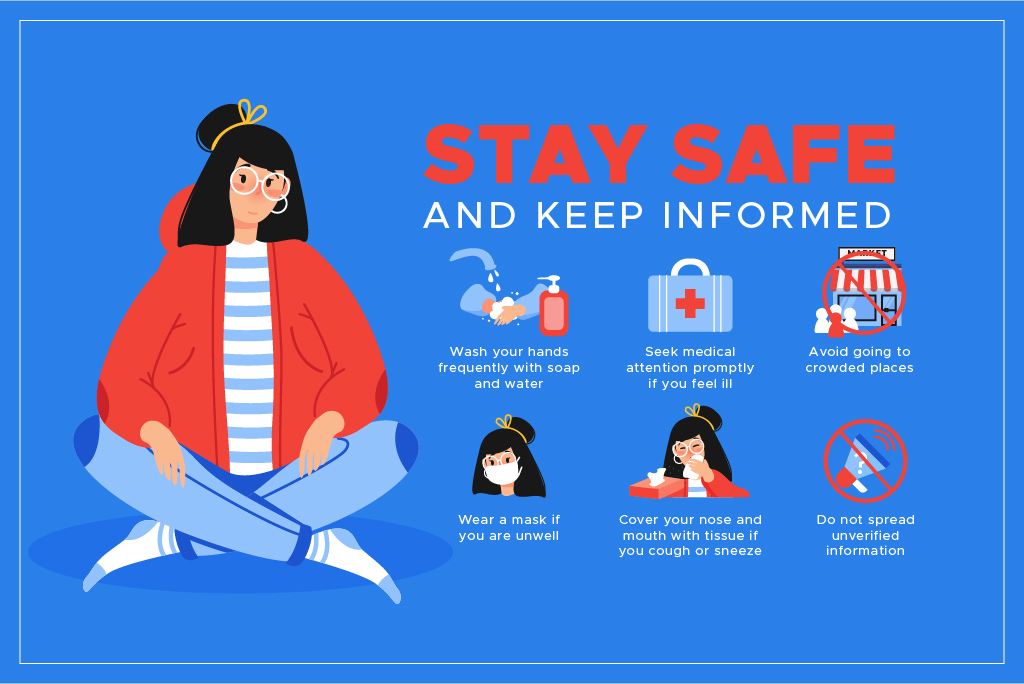 STAY SAFE
AND KEEP INFORMED
MARKET
Wash your hands
frequently with soap
and water
Seek medical
attention promptly
if you feel ill
Avoid going to
crowded places
Wear a mask if
you are unwell
Cover your nose and
mouth with tissue if
you cough or sneeze
Do not spread
unverified
information